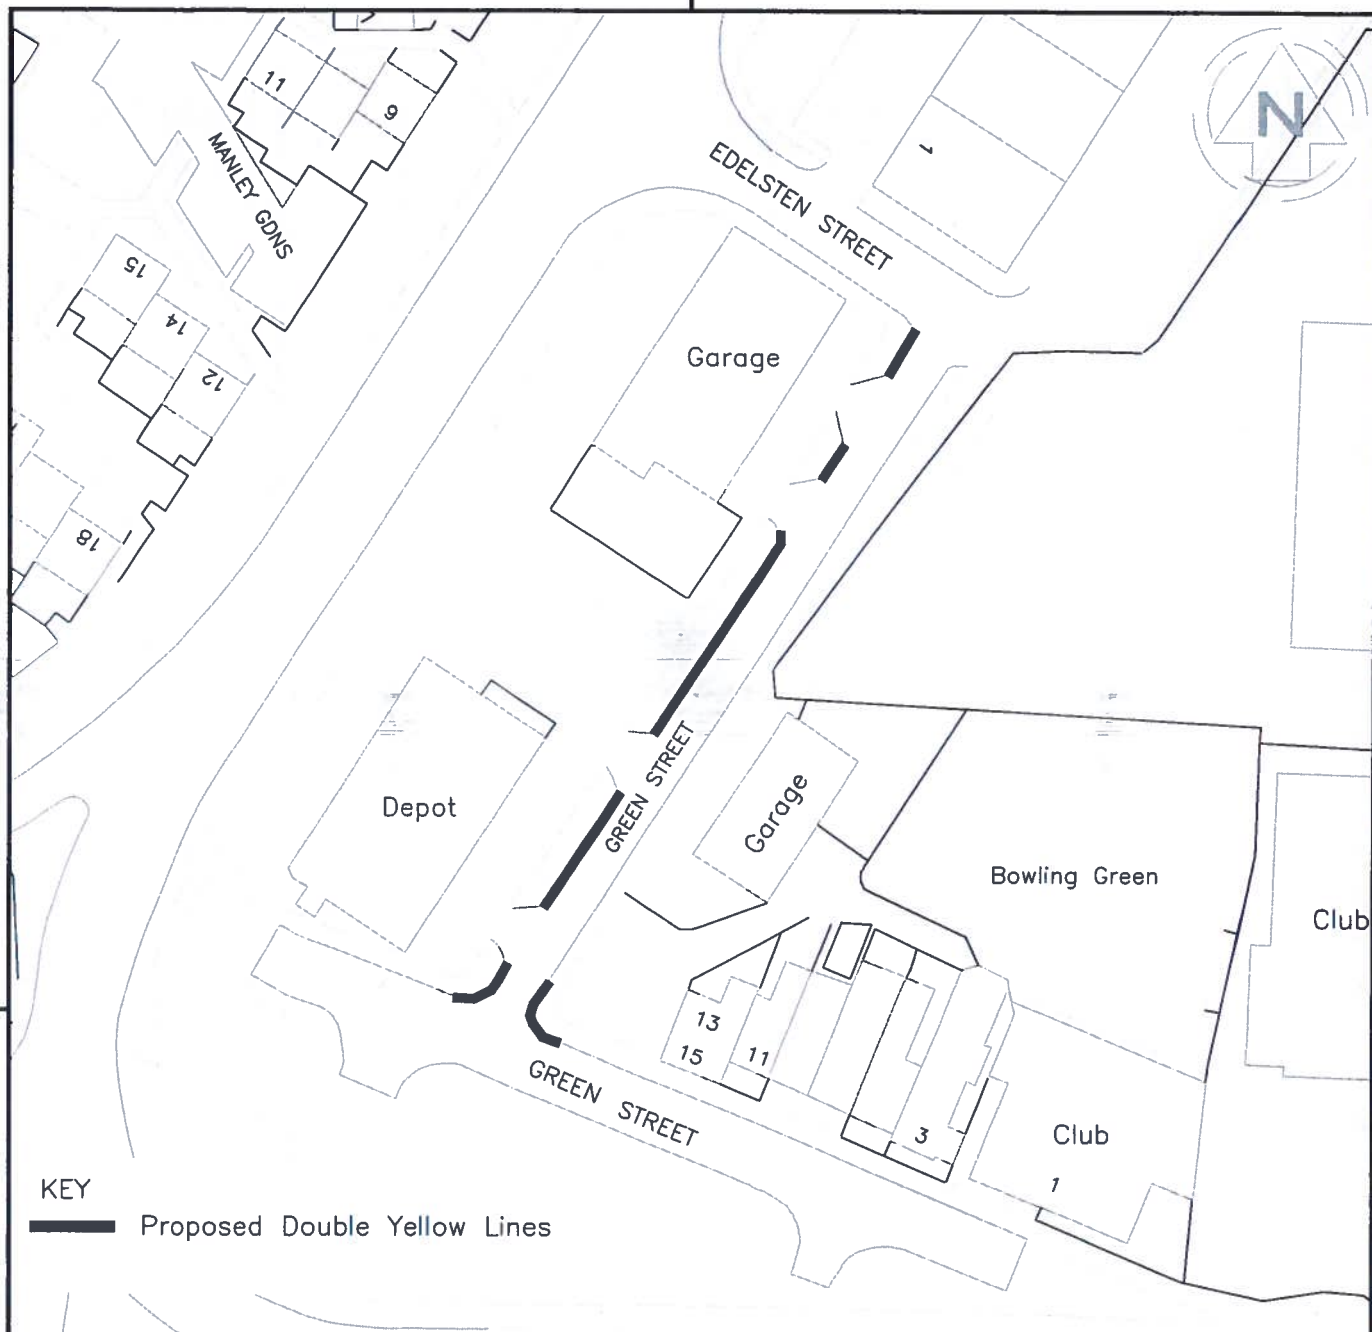 11
9
N
MANLEY GDNS
EDELSTEN STREET
1
15
14
12
18
Garage
GREEN STREET
Garage
Depot
Bowling Green
Club
13
15
11
GREEN STREET
3
Club
1
KEY
Proposed Double Yellow Lines